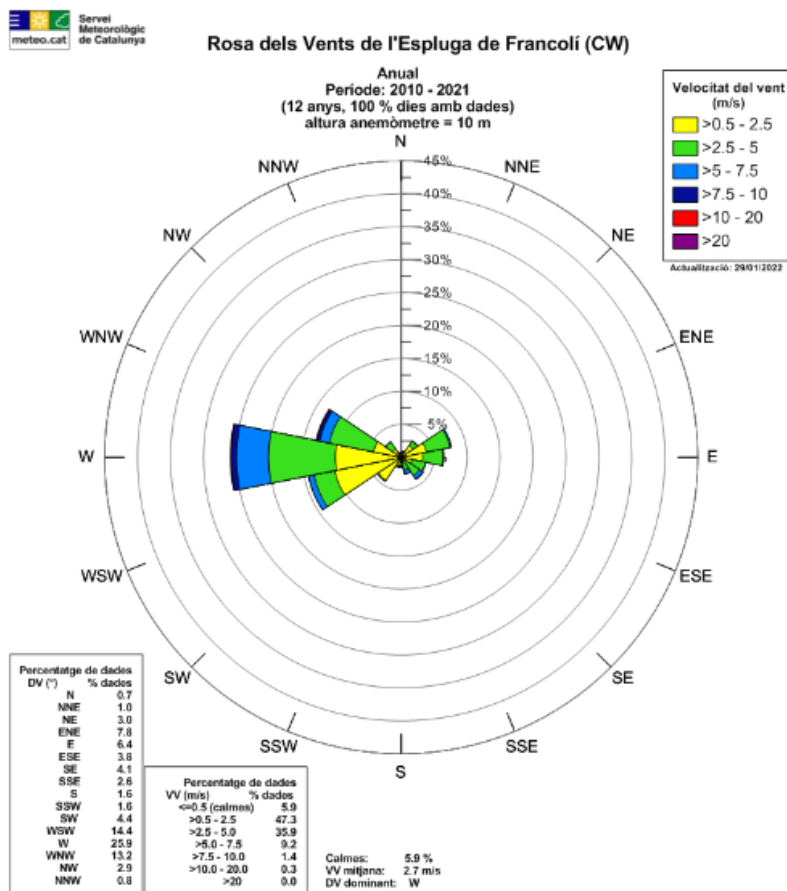 Servei
Meteorològic
de Catalunya
meteo.cat
Rosa dels Vents de l'Espluga de Francolí (CW)
Anual
Període: 2010 - 2021
(12 anys, 100 % dies amb dades)
altura anemòmetre = 10 m
Velocitat del vent
(m/s)
>0.5 - 2.5
>2.5 - 5
>5 - 7.5
>7.5 - 10
>10 - 20
>20
Actualització: 29/01/2022
N
NNE
NE
ENE
E
ESE
SE
SSE
S
SSW
SW
WSW
W
WNW
NW
NNW
45%
40%
35%
30%
25%
20%
15%
10%
5%
Percentatge de dades
DV (°) % dades
N 0.7
NNE 1.0
NE 3.0
ENE 7.8
E 6.4
ESE 3.8
SE 4.1
SSE 2.6
S 1.6
SSW 1.6
SW 4.4
WSW 14.4
W 25.9
WNW 13.2
NW 2.9
NNW 0.8
Percentatge de dades
VV (m/s) % dades
<=0.5 (calmes) 5.9
>0.5 - 2.5 47.3
>2.5 - 5.0 35.9
>5.0 - 7.5 9.2
>7.5 - 10.0 1.4
>10.0 - 20.0 0.3
>20 0.0
Calmes: 5.9 %
VV mitjana: 2.7 m/s
DV dominant: W